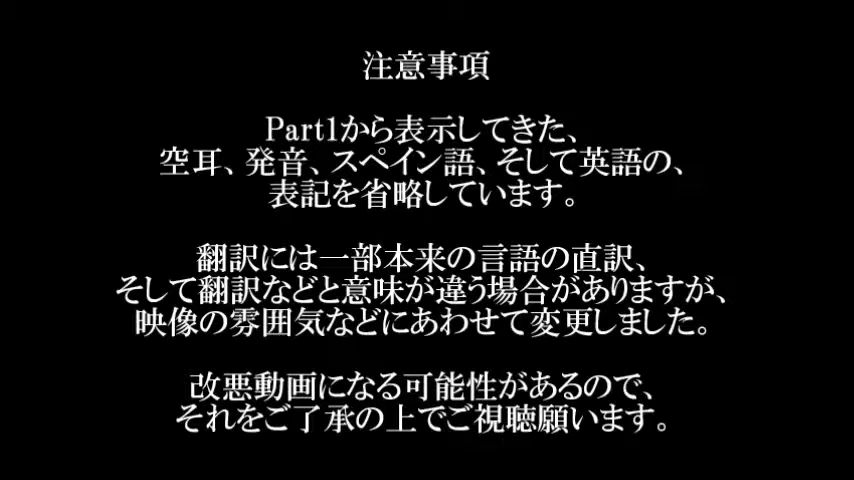 注意事項
Part1から表示してきた、
空耳、発音、スペイン語、そして英語の、
表記を省略しています。
翻訳には一部本来の言語の直訳、
そして翻訳などと意味が違う場合がありますが、
映像の雰囲気などにあわせて変更しました。
改悪動画になる可能性があるので、
それをご了承の上でご視聴願います。